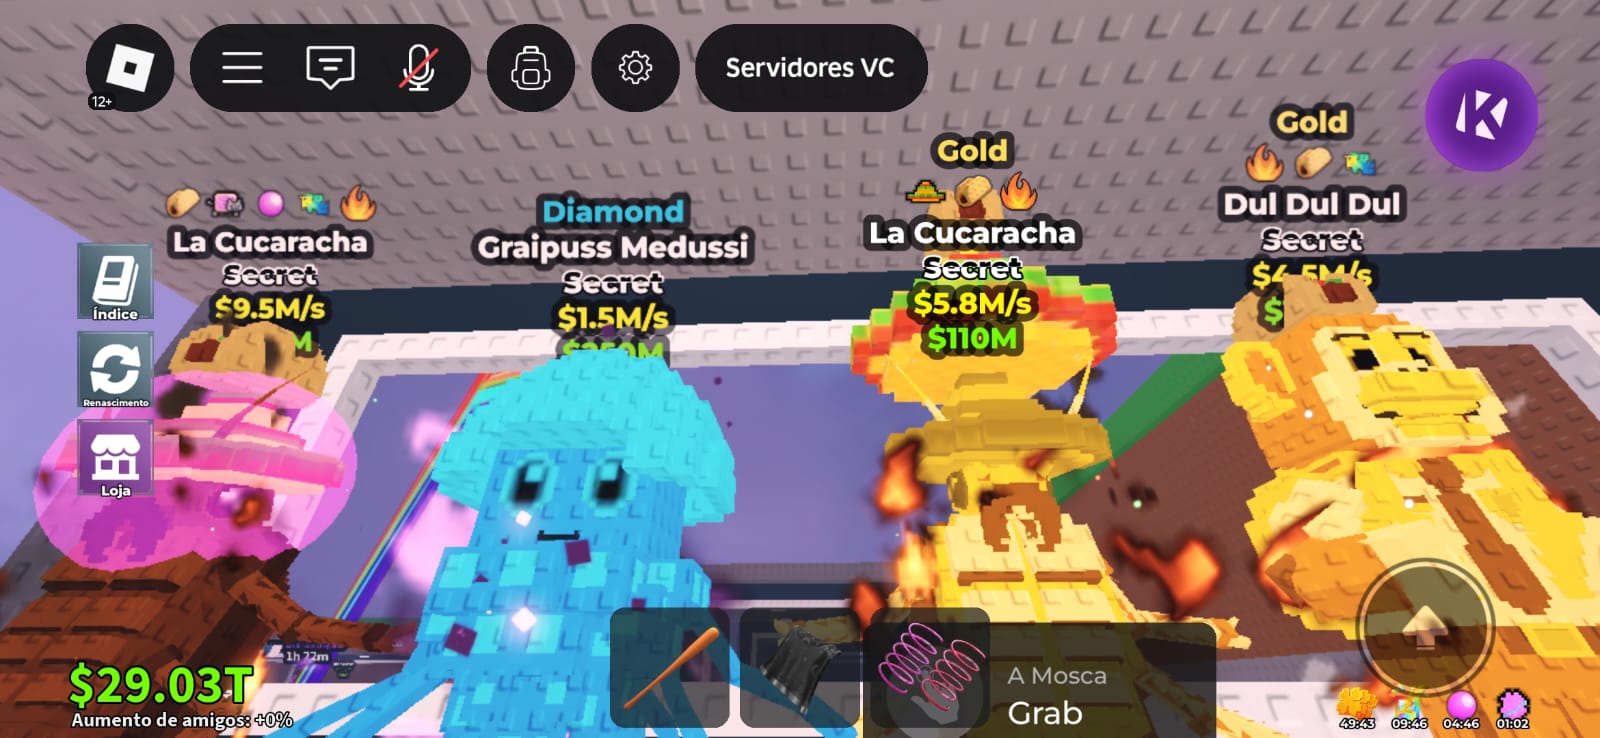 12+
Servidores VC
Gold
Gold
Dul Dul Dul
Secret
$4.5M/s
$
La Cucaracha
Secret
$9.5M/s
M
Diamond
Graipuss Medussi
Secret
$1.5M/s
La Cucaracha
Secret
$5.8M/s
$110M
Índice
Renascimento
Loja
1h 22m
$29.03T
Aumento de amigos: +0%
A Mosca
Grab
49:43
09:46
04:46
01:02